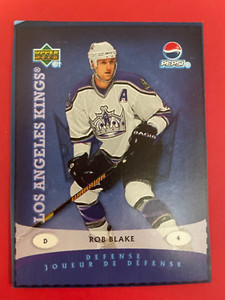 UPPER DECK
PEPSI
LOS ANGELES KINGS®
A
D
ROB BLAKE
4
DEFENSE
JOUEUR DE DÉFENSE